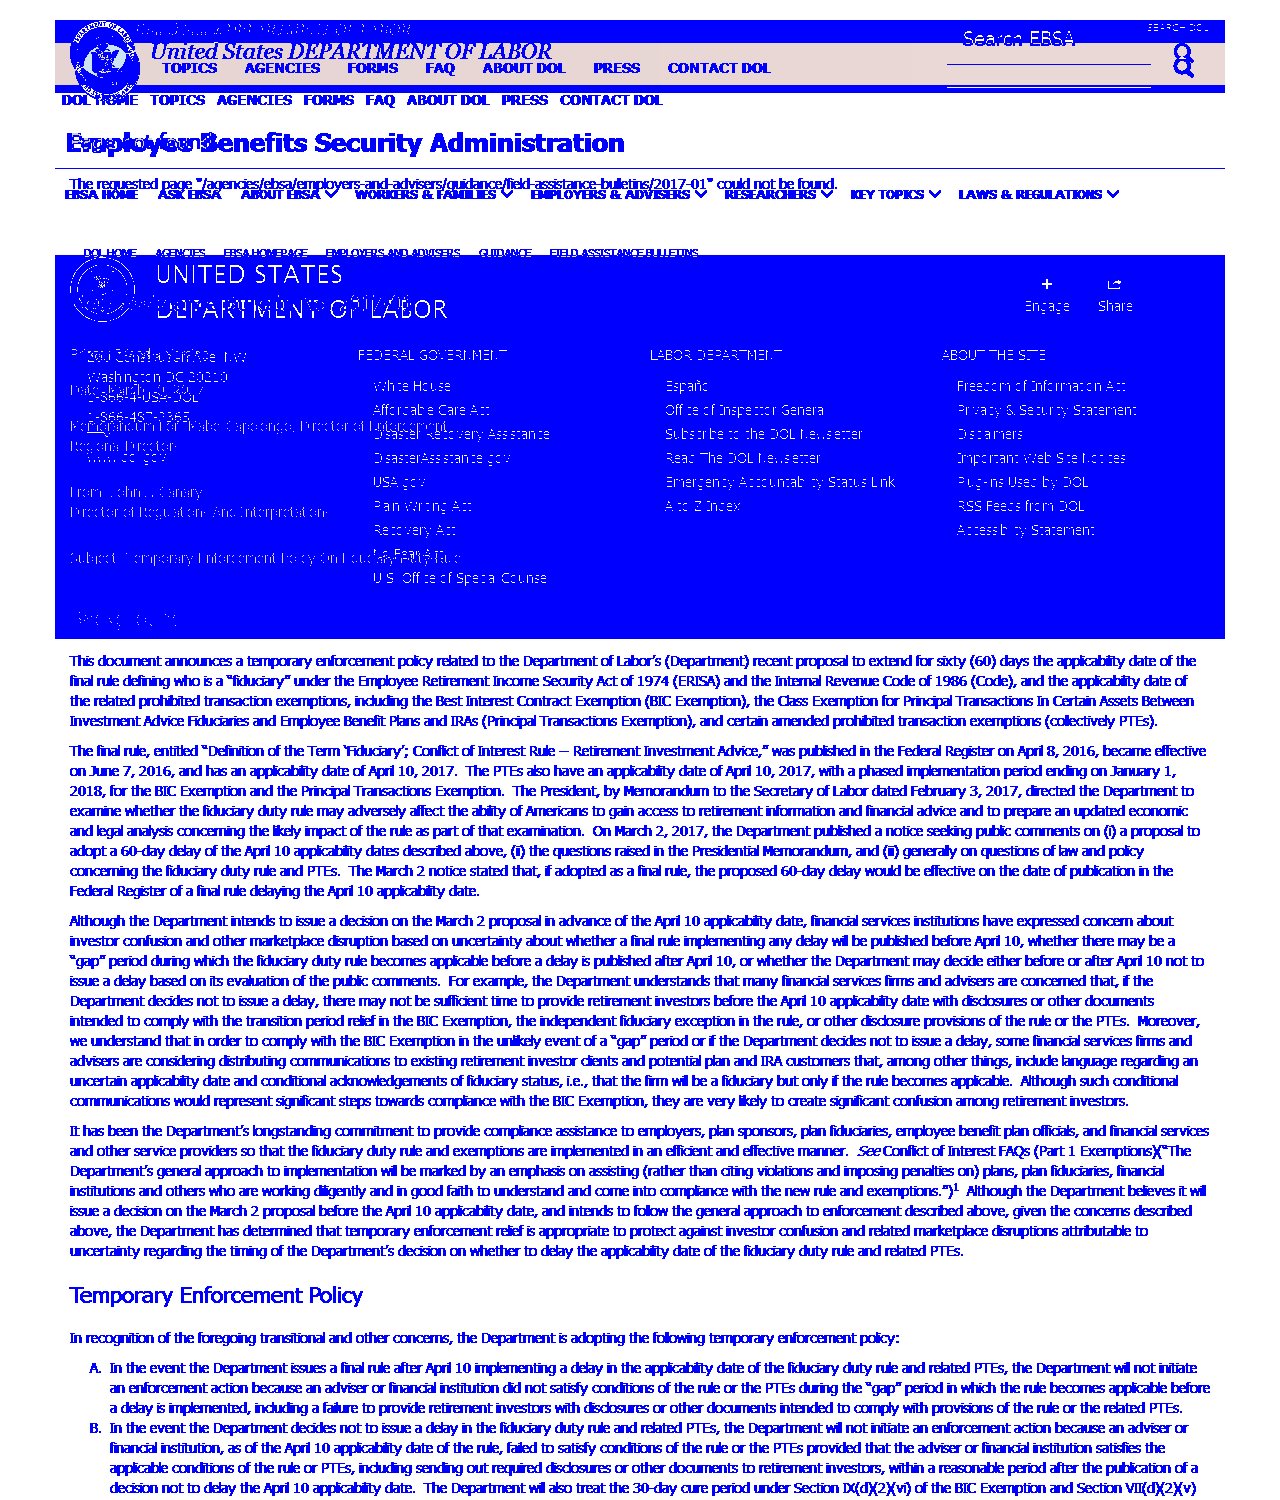 SEARCH DOL
United States DEPARTMENT OF LABOR
Search EBSA
TOPICS AGENCIES FORMS FAQ ABOUT DOL PRESS CONTACT DOL
DOL HOME TOPICS AGENCIES FORMS FAQ ABOUT DOL PRESS CONTACT DOL
Employee Benefits Security Administration
The requested page "/agencies/ebsa/employers-and-advisers/guidance/field-assistance-bulletins/2017-01" could not be found.
EBSA HOME ASK EBSA ABOUT EBSA WORKERS & FAMILIES EMPLOYERS & ADVISERS RESEARCHERS KEY TOPICS LAWS & REGULATIONS
DOL HOME AGENCIES EBSA HOMEPAGE EMPLOYERS AND ADVISERS GUIDANCE FIELD ASSISTANCE BULLETINS
UNITED STATES
DEPARTMENT OF LABOR
Engage Share
FEDERAL GOVERNMENT LABOR DEPARTMENT ABOUT THE SITE
Washington DC 20210
1-866-4-USA-DOL
1-866-487-2365
www.dol.gov
White House Español Freedom of Information Act
Affordable Care Act Office of Inspector General Privacy & Security Statement
Disaster Recovery Assistance Subscribe to the DOL Newsletter Disclaimers
DisasterAssistance.gov Read The DOL Newsletter Important Web Site Notices
USA.gov Emergency Accountability Status Link Plug-ins Used by DOL
Plain Writing Act A to Z Index RSS Feeds from DOL
Recovery Act Accessibility Statement
No Fear Act
U.S. Office of Special Counsel
Memorandum For: Mabel Capolongo, Director of Enforcement
Regional Directors
From: John J. Canary
Director of Regulations And Interpretations
Subject: Temporary Enforcement Policy On Fiduciary Duty Rule
This document announces a temporary enforcement policy related to the Department of Labor’s (Department) recent proposal to extend for sixty (60) days the applicability date of the
final rule defining who is a “fiduciary” under the Employee Retirement Income Security Act of 1974 (ERISA) and the Internal Revenue Code of 1986 (Code), and the applicability date of
the related prohibited transaction exemptions, including the Best Interest Contract Exemption (BIC Exemption), the Class Exemption for Principal Transactions In Certain Assets Between
Investment Advice Fiduciaries and Employee Benefit Plans and IRAs (Principal Transactions Exemption), and certain amended prohibited transaction exemptions (collectively PTEs).
The final rule, entitled “Definition of the Term ‘Fiduciary’; Conflict of Interest Rule — Retirement Investment Advice,” was published in the Federal Register on April 8, 2016, became effective
on June 7, 2016, and has an applicability date of April 10, 2017. The PTEs also have an applicability date of April 10, 2017, with a phased implementation period ending on January 1,
2018, for the BIC Exemption and the Principal Transactions Exemption. The President, by Memorandum to the Secretary of Labor dated February 3, 2017, directed the Department to
examine whether the fiduciary duty rule may adversely affect the ability of Americans to gain access to retirement information and financial advice and to prepare an updated economic
and legal analysis concerning the likely impact of the rule as part of that examination. On March 2, 2017, the Department published a notice seeking public comments on (i) a proposal to
adopt a 60-day delay of the April 10 applicability dates described above, (ii) the questions raised in the Presidential Memorandum, and (iii) generally on questions of law and policy
concerning the fiduciary duty rule and PTEs. The March 2 notice stated that, if adopted as a final rule, the proposed 60-day delay would be effective on the date of publication in the
Federal Register of a final rule delaying the April 10 applicability date.
Although the Department intends to issue a decision on the March 2 proposal in advance of the April 10 applicability date, financial services institutions have expressed concern about
investor confusion and other marketplace disruption based on uncertainty about whether a final rule implementing any delay will be published before April 10, whether there may be a
“gap” period during which the fiduciary duty rule becomes applicable before a delay is published after April 10, or whether the Department may decide either before or after April 10 not to
issue a delay based on its evaluation of the public comments. For example, the Department understands that many financial services firms and advisers are concerned that, if the
Department decides not to issue a delay, there may not be sufficient time to provide retirement investors before the April 10 applicability date with disclosures or other documents
intended to comply with the transition period relief in the BIC Exemption, the independent fiduciary exception in the rule, or other disclosure provisions of the rule or the PTEs. Moreover,
we understand that in order to comply with the BIC Exemption in the unlikely event of a “gap” period or if the Department decides not to issue a delay, some financial services firms and
advisers are considering distributing communications to existing retirement investor clients and potential plan and IRA customers that, among other things, include language regarding an
uncertain applicability date and conditional acknowledgements of fiduciary status, i.e., that the firm will be a fiduciary but only if the rule becomes applicable. Although such conditional
communications would represent significant steps towards compliance with the BIC Exemption, they are very likely to create significant confusion among retirement investors.
It has been the Department’s longstanding commitment to provide compliance assistance to employers, plan sponsors, plan fiduciaries, employee benefit plan officials, and financial services
and other service providers so that the fiduciary duty rule and exemptions are implemented in an efficient and effective manner. See Conflict of Interest FAQs (Part 1 Exemptions)(“The
Department’s general approach to implementation will be marked by an emphasis on assisting (rather than citing violations and imposing penalties on) plans, plan fiduciaries, financial
institutions and others who are working diligently and in good faith to understand and come into compliance with the new rule and exemptions.”)1 Although the Department believes it will
issue a decision on the March 2 proposal before the April 10 applicability date, and intends to follow the general approach to enforcement described above, given the concerns described
above, the Department has determined that temporary enforcement relief is appropriate to protect against investor confusion and related marketplace disruptions attributable to
uncertainty regarding the timing of the Department’s decision on whether to delay the applicability date of the fiduciary duty rule and related PTEs.
Temporary Enforcement Policy
In recognition of the foregoing transitional and other concerns, the Department is adopting the following temporary enforcement policy:
A. In the event the Department issues a final rule after April 10 implementing a delay in the applicability date of the fiduciary duty rule and related PTEs, the Department will not initiate
an enforcement action because an adviser or financial institution did not satisfy conditions of the rule or the PTEs during the “gap” period in which the rule becomes applicable before
a delay is implemented, including a failure to provide retirement investors with disclosures or other documents intended to comply with provisions of the rule or the related PTEs.
B. In the event the Department decides not to issue a delay in the fiduciary duty rule and related PTEs, the Department will not initiate an enforcement action because an adviser or
financial institution, as of the April 10 applicability date of the rule, failed to satisfy conditions of the rule or the PTEs provided that the adviser or financial institution satisfies the
applicable conditions of the rule or PTEs, including sending out required disclosures or other documents to retirement investors, within a reasonable period after the publication of a
decision not to delay the April 10 applicability date. The Department will also treat the 30-day cure period under Section IX(d)(2)(vi) of the BIC Exemption and Section VII(d)(2)(v)